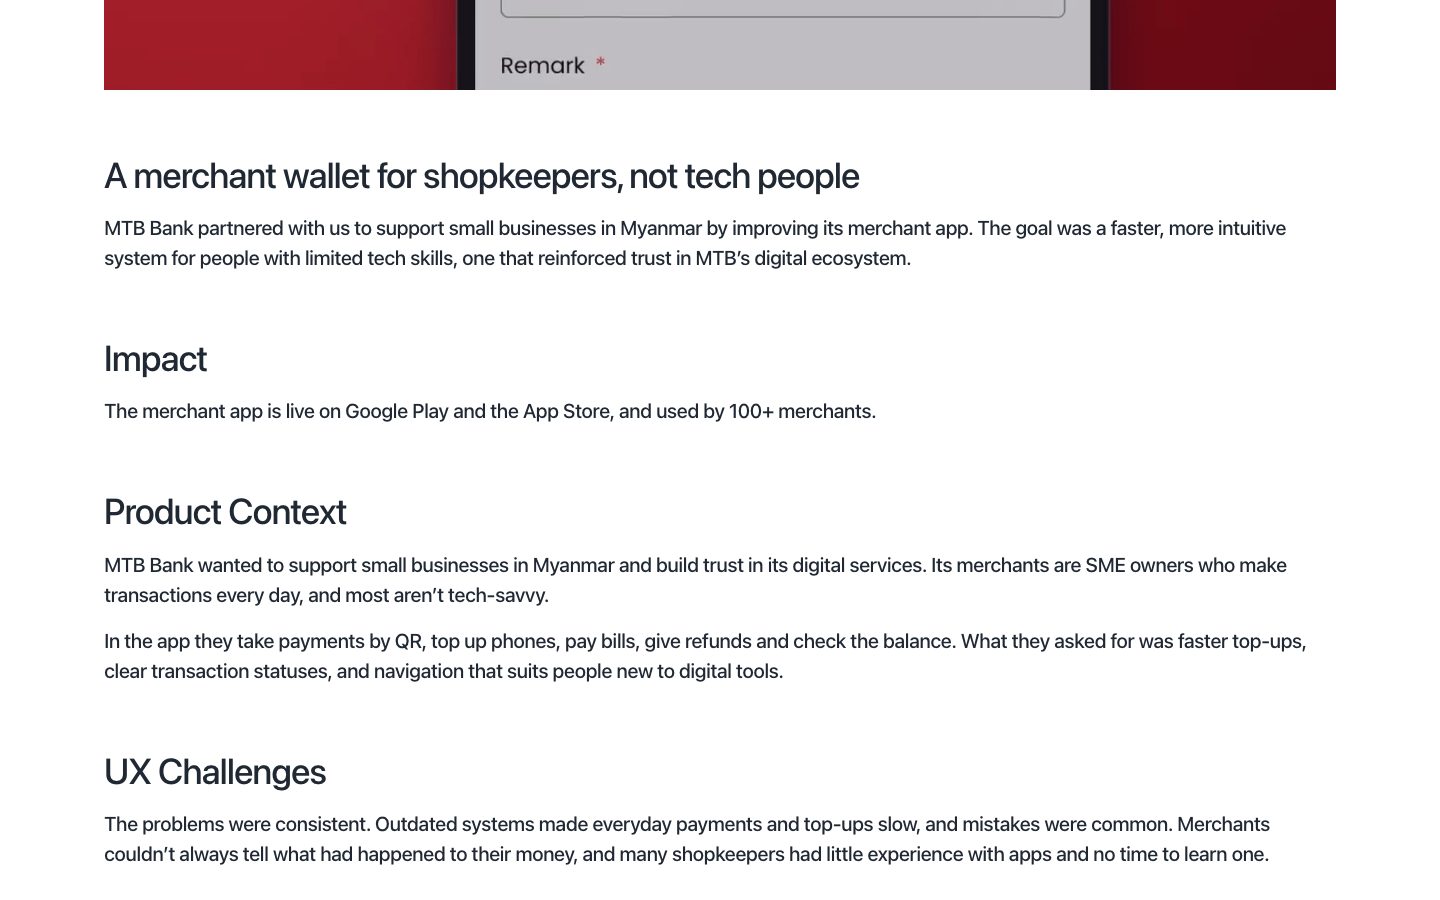 Remark *
A merchant wallet for shopkeepers, not tech people
MTB Bank partnered with us to support small businesses in Myanmar by improving its merchant app. The goal was a faster, more intuitive
system for people with limited tech skills, one that reinforced trust in MTB’s digital ecosystem.
Impact
The merchant app is live on Google Play and the App Store, and used by 100+ merchants.
Product Context
MTB Bank wanted to support small businesses in Myanmar and build trust in its digital services. Its merchants are SME owners who make
transactions every day, and most aren’t tech-savvy.
In the app they take payments by QR, top up phones, pay bills, give refunds and check the balance. What they asked for was faster top-ups,
clear transaction statuses, and navigation that suits people new to digital tools.
UX Challenges
The problems were consistent. Outdated systems made everyday payments and top-ups slow, and mistakes were common. Merchants
couldn’t always tell what had happened to their money, and many shopkeepers had little experience with apps and no time to learn one.